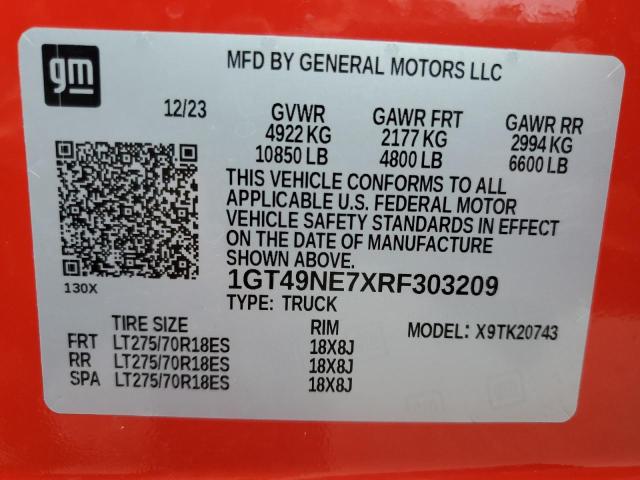 gm
MFD BY GENERAL MOTORS LLC
12/23 GVWR GAWR FRT GAWR RR
4922 KG 2177 KG 2994 KG
10850 LB 4800 LB 6600 LB
THIS VEHICLE CONFORMS TO ALL
APPLICABLE U.S. FEDERAL MOTOR
VEHICLE SAFETY STANDARDS IN EFFECT
ON THE DATE OF MANUFACTURE
SHOWN ABOVE.
130X
1GT49NE7XRF303209
TYPE: TRUCK
TIRE SIZE RIM MODEL: X9TK20743
FRT LT275/70R18ES 18X8J
RR LT275/70R18ES 18X8J
SPA LT275/70R18ES 18X8J